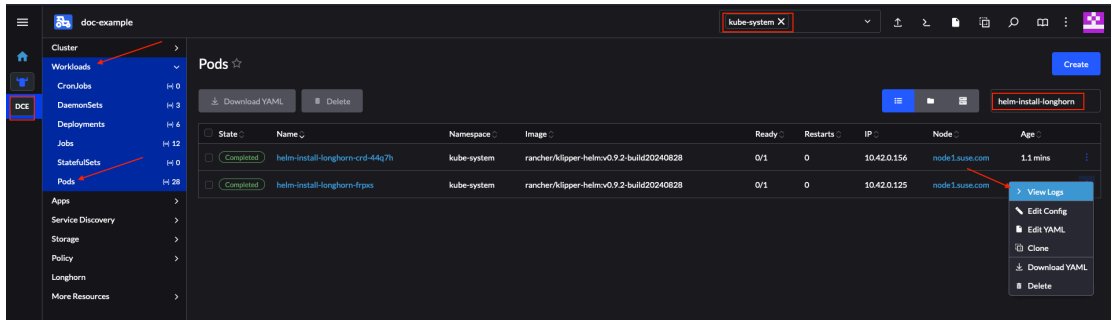 doc-example
kube-system X
Cluster
Workloads
CronJobs 0
DaemonSets 3
Deployments 6
Jobs 12
StatefulSets 0
Pods 28
Apps
Service Discovery
Storage
Policy
Longhorn
More Resources
DCE
Pods
Create
Download YAML Delete
helm-install-longhorn
State Name Namespace Image Ready Restarts IP Node Age
Completed helm-install-longhorn-crd-44q7h kube-system rancher/klipper-helm:v0.9.2-build20240828 0/1 0 10.42.0.156 node1.suse.com 1.1 mins
Completed helm-install-longhorn-frpxs kube-system rancher/klipper-helm:v0.9.2-build20240828 0/1 0 10.42.0.125 node1.suse.com
View Logs
Edit Config
Edit YAML
Clone
Download YAML
Delete